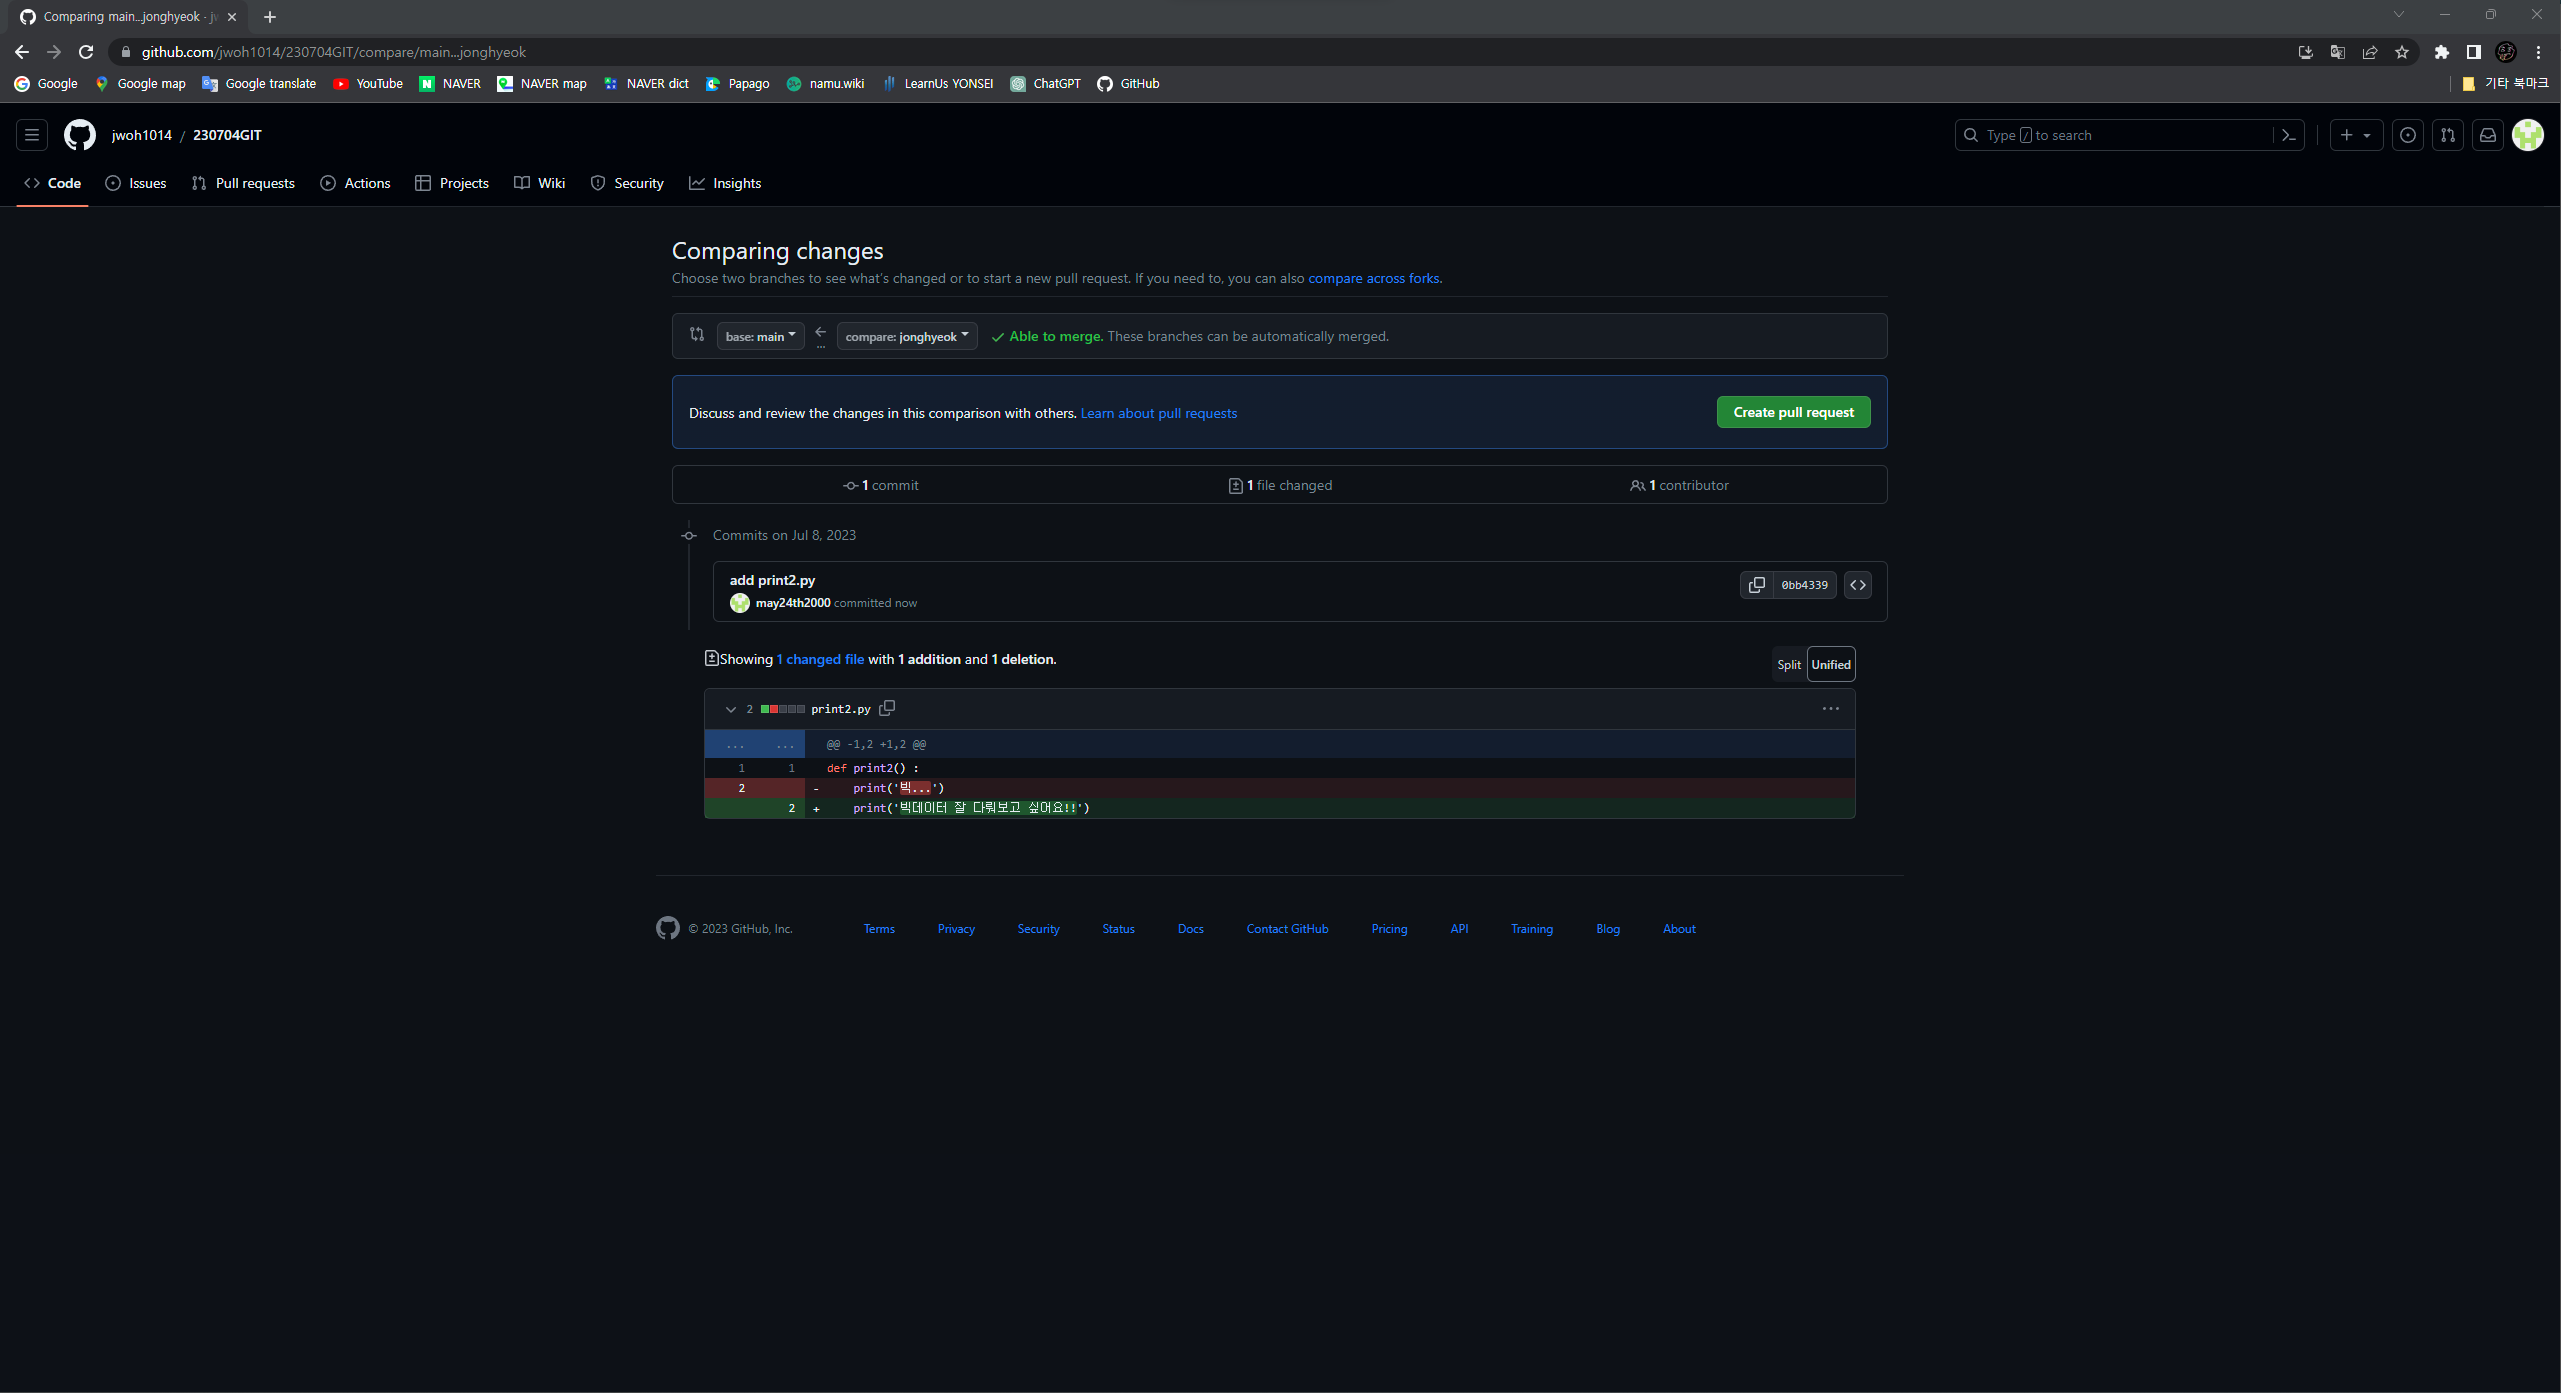 Comparing main...jonghyeok · jw
github.com/jwoh1014/230704GIT/compare/main...jonghyeok
Google Google map Google translate YouTube NAVER NAVER map NAVER dict Papago namu.wiki LearnUs YONSEI ChatGPT GitHub 기타 북마크
jwoh1014 / 230704GIT Type / to search
Code Issues Pull requests Actions Projects Wiki Security Insights
Comparing changes
Choose two branches to see what's changed or to start a new pull request. If you need to, you can also compare across forks.
base: main ... compare: jonghyeok Able to merge. These branches can be automatically merged.
Discuss and review the changes in this comparison with others. Learn about pull requests Create pull request
1 commit 1 file changed 1 contributor
Commits on Jul 8, 2023
add print2.py
0bb4339
may24th2000 committed now
Showing 1 changed file with 1 addition and 1 deletion.
Split Unified
2 print2.py ...
... ... @@ -1,2 +1,2 @@
1 1 def print2() :
2 - print('빅...')
2 + print('빅데이터 잘 다뤄보고 싶어요!!')
© 2023 GitHub, Inc. Terms Privacy Security Status Docs Contact GitHub Pricing API Training Blog About